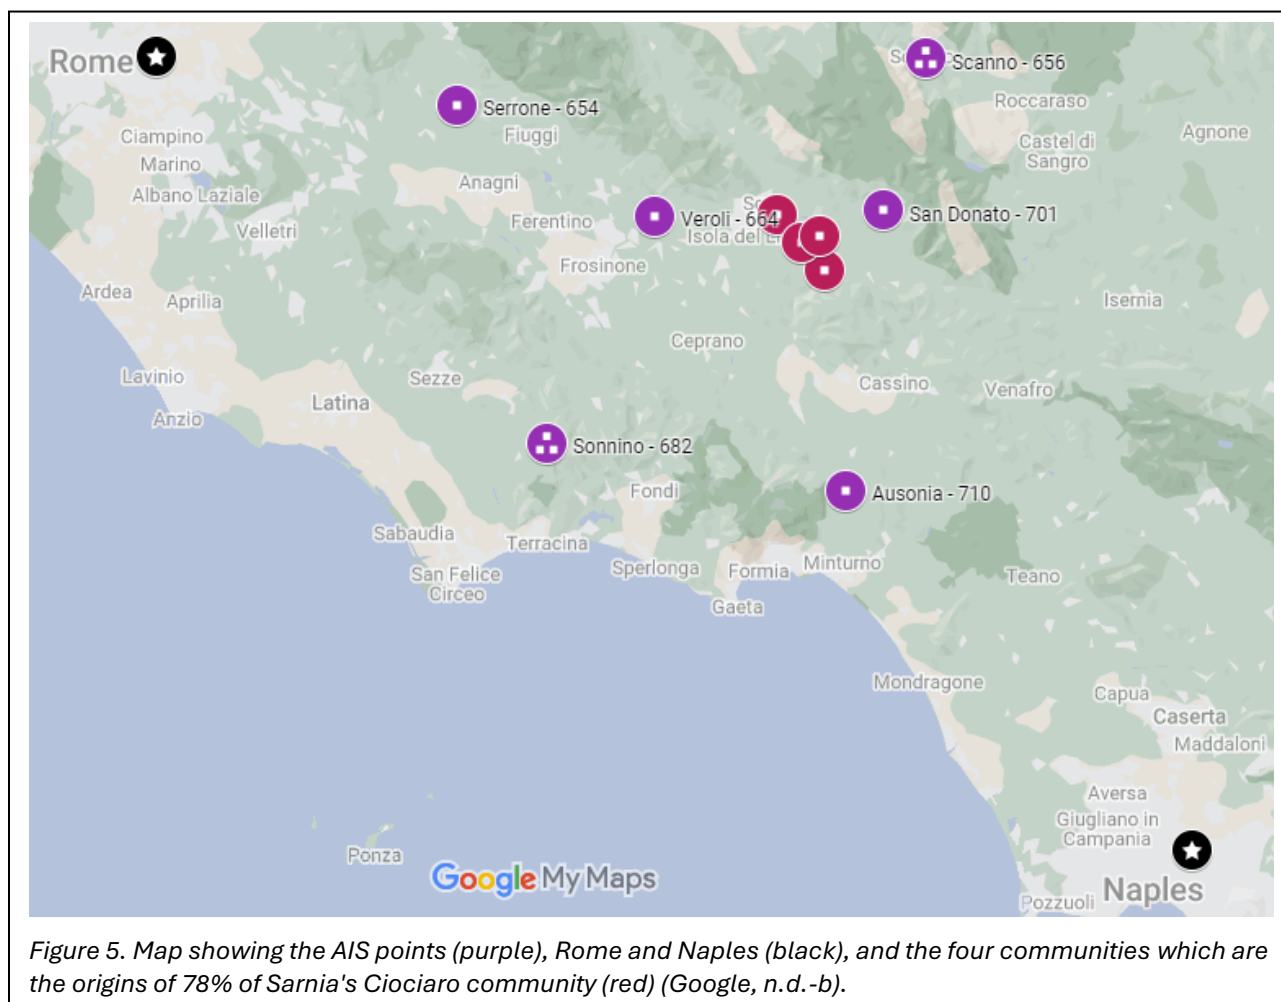 Rome
Scanno - 656
Serrone - 654
Roccaraso
Fiuggi
Agnone
Ciampino
Castel di
Sangro
Marino
Anagni
Albano Laziale
San Donato - 701
Veroli - 664
Ferentino
Velletri
Isola del
Frosinone
Ardea
Aprilia
Isernia
Ceprano
Lavinio
Sezze
Cassino
Venafro
Latina
Anzio
Sonnino - 682
Fondi
Ausonia - 710
Sabaudia
Terracina
Sperlonga
Formia
Minturno
San Felice
Circeo
Teano
Gaeta
Mondragone
Capua
Caserta
Maddaloni
Aversa
Giugliano in
Campania
Ponza
Google My Maps
Naples
Pozzuoli
Figure 5. Map showing the AIS points (purple), Rome and Naples (black), and the four communities which are
the origins of 78% of Sarnia's Ciociaro community (red) (Google, n.d.-b).